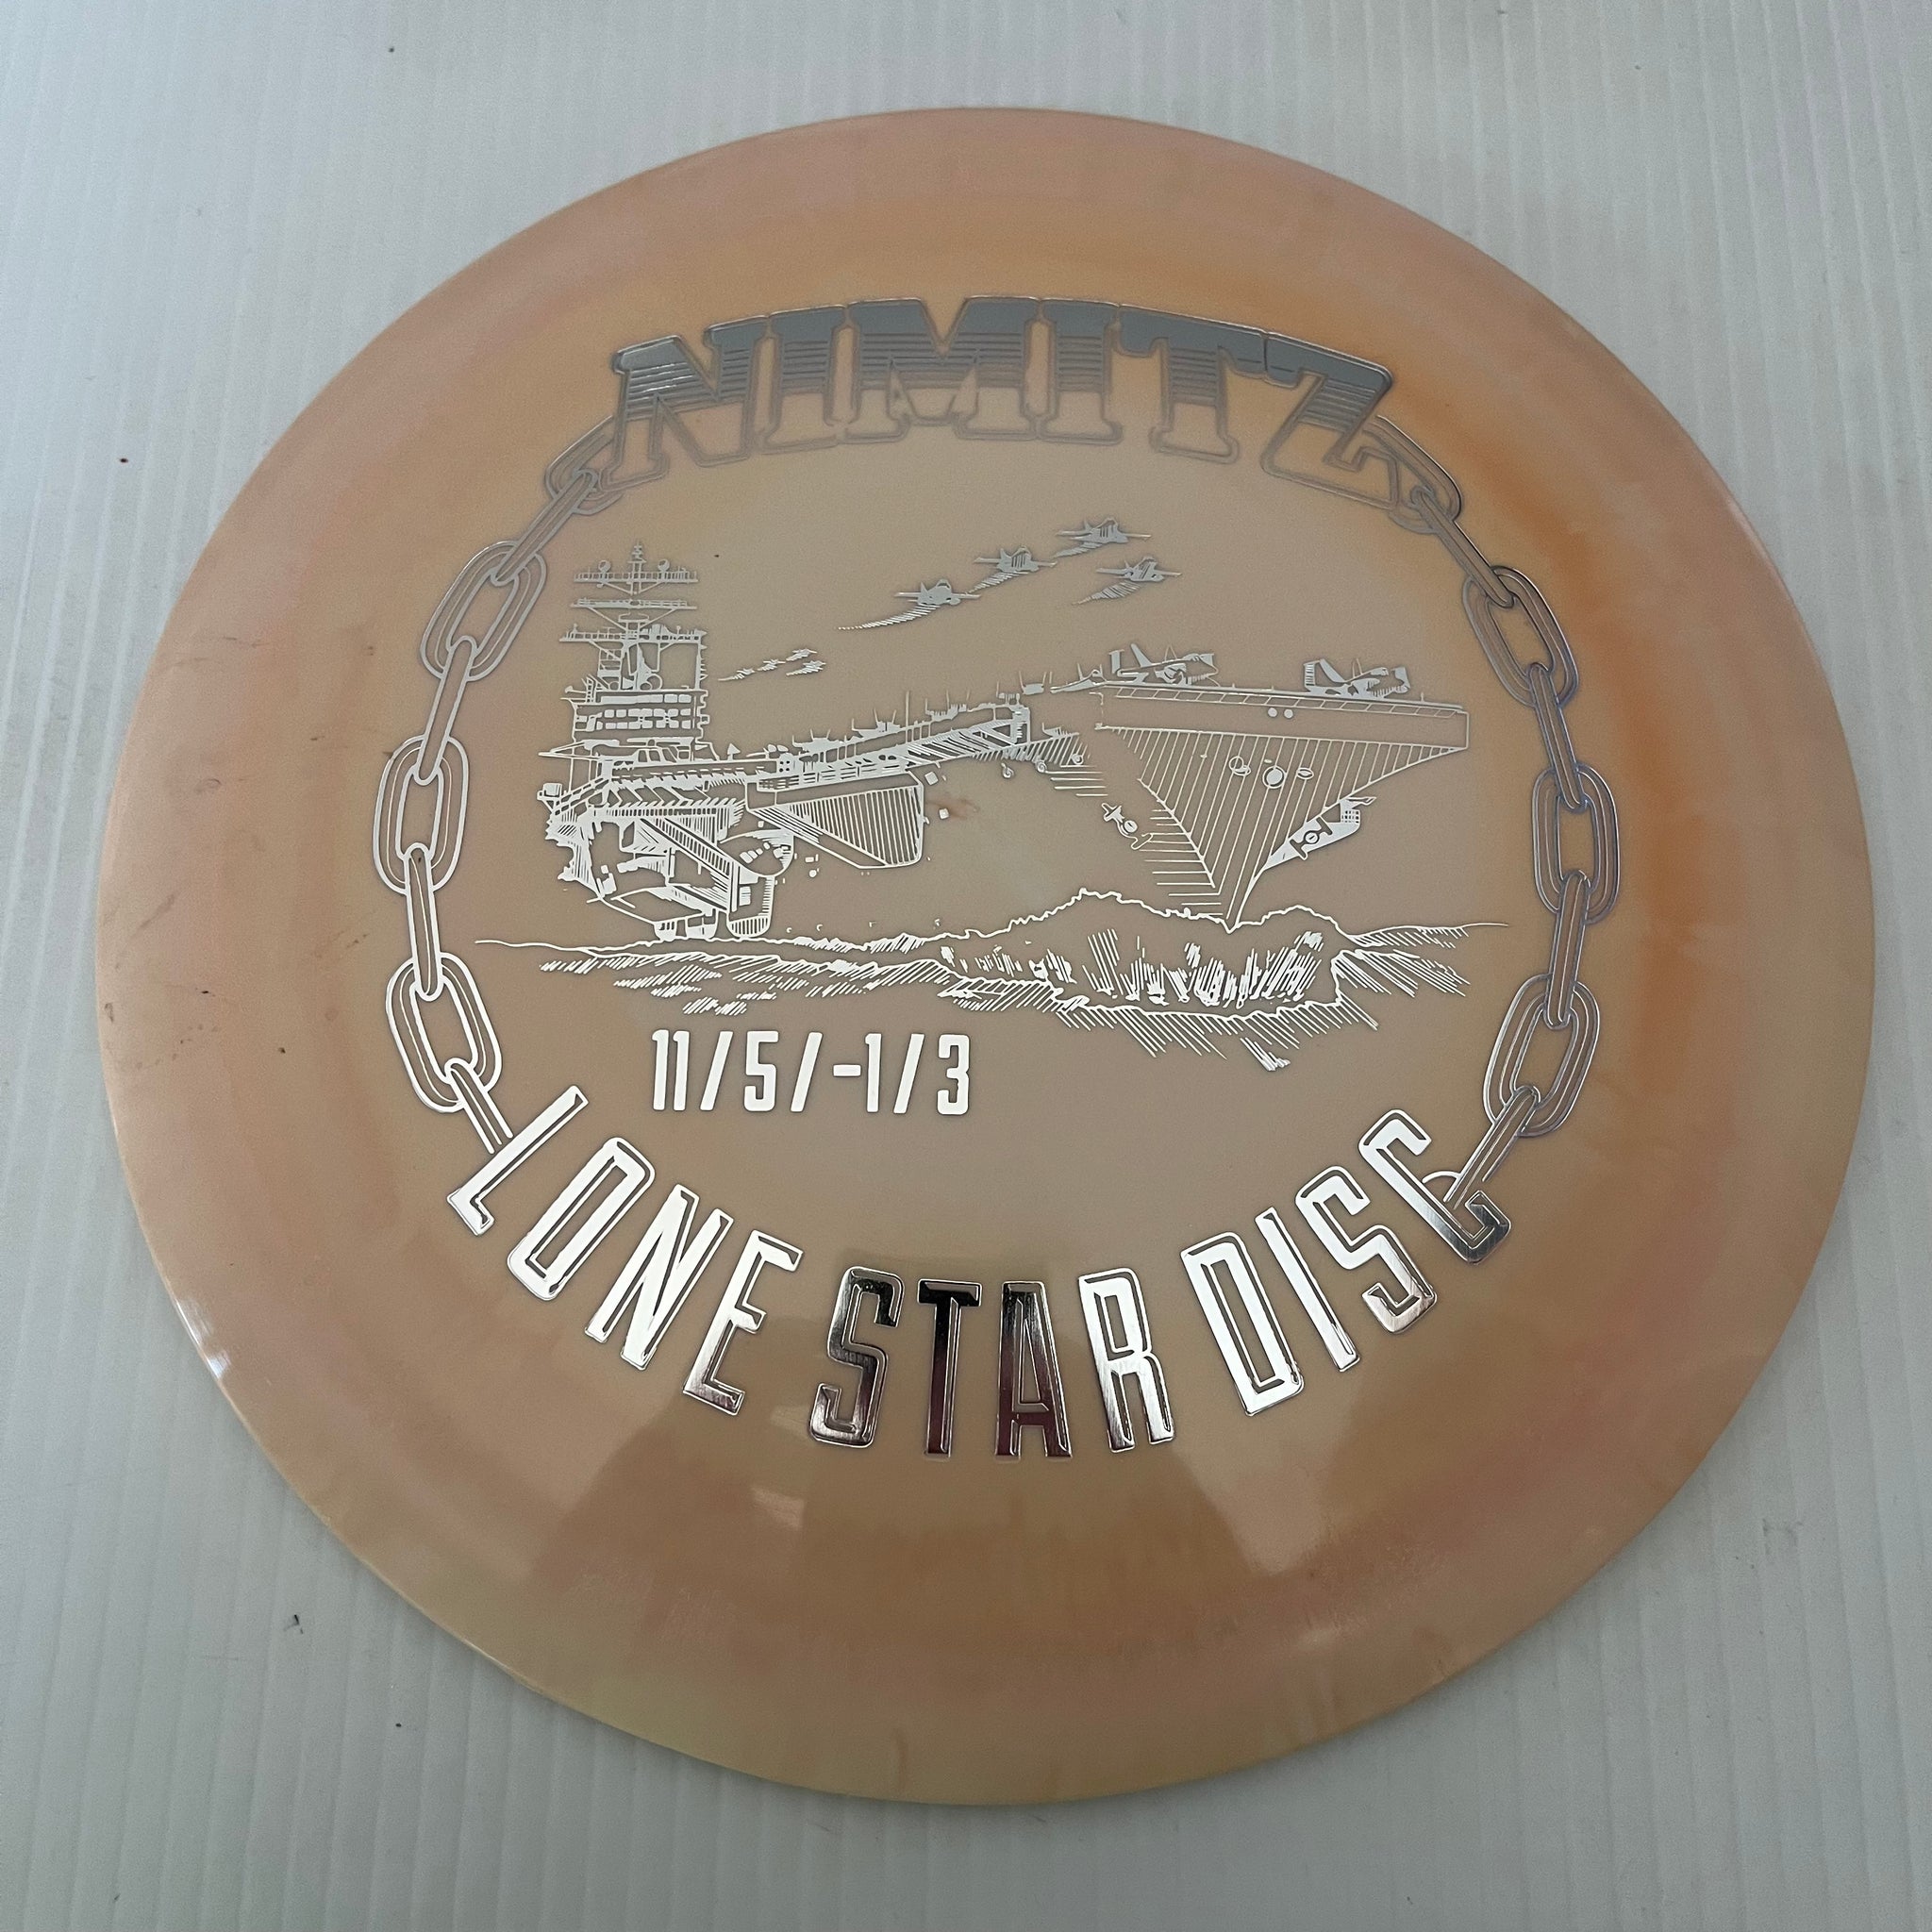 NIMITZ
11/5/-1/3
LONE STAR DISC